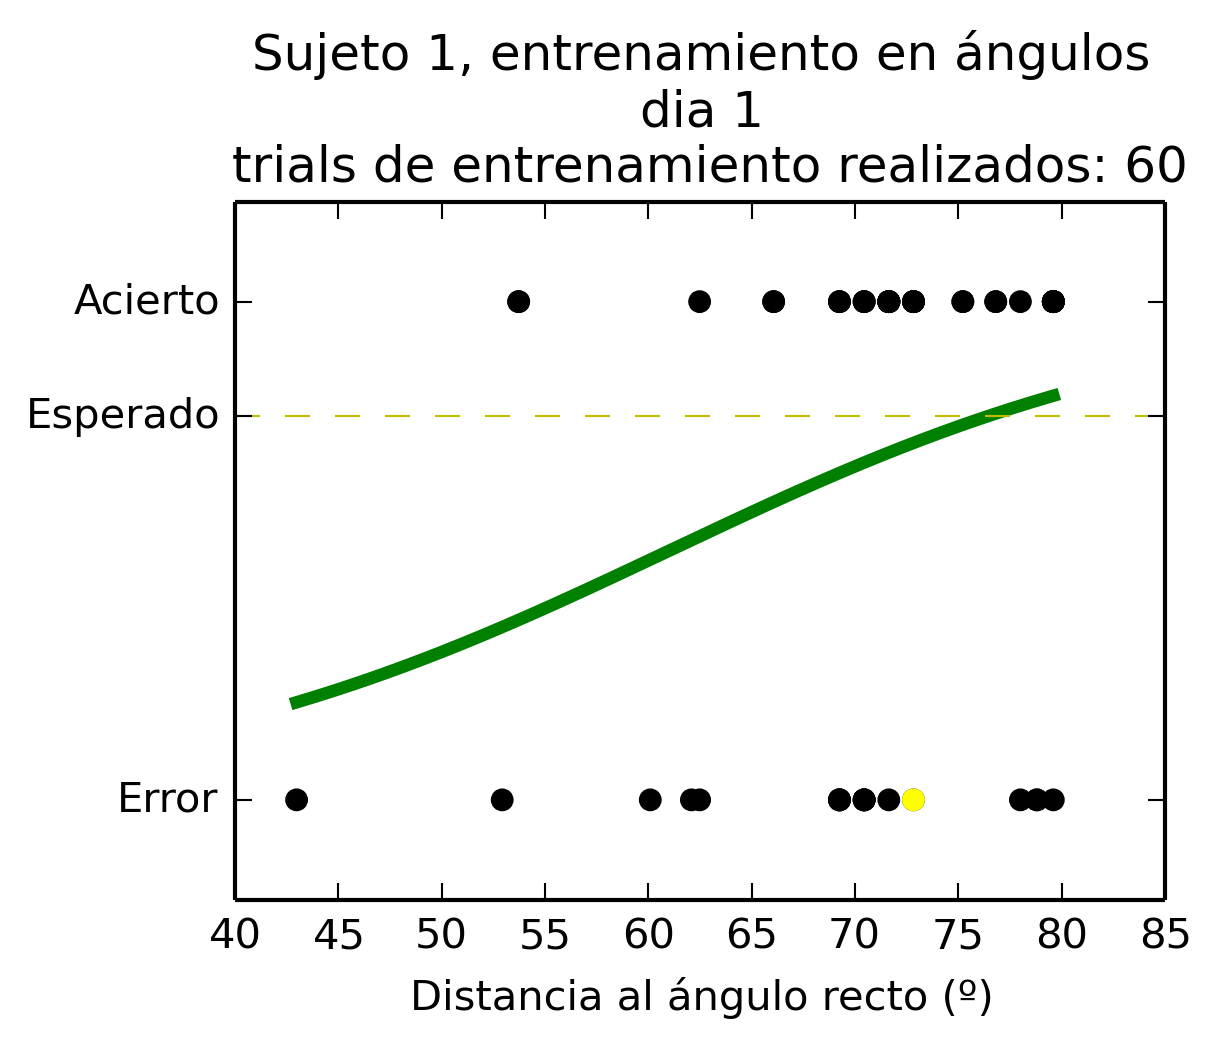 Sujeto 1, entrenamiento en ángulos
dia 1
trials de entrenamiento realizados: 60
Acierto
Esperado
Error
40 45 50 55 60 65 70 75 80 85
Distancia al ángulo recto (º)